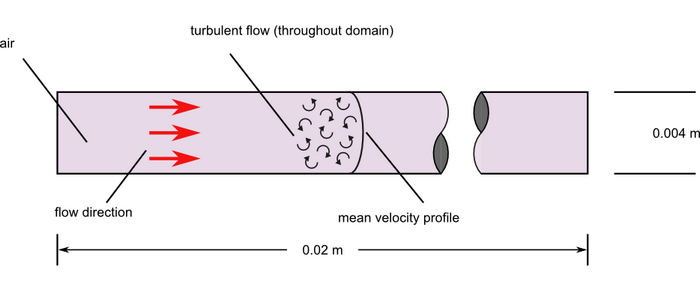 turbulent flow (throughout domain)
air
0.004 m
flow direction
mean velocity profile
0.02 m